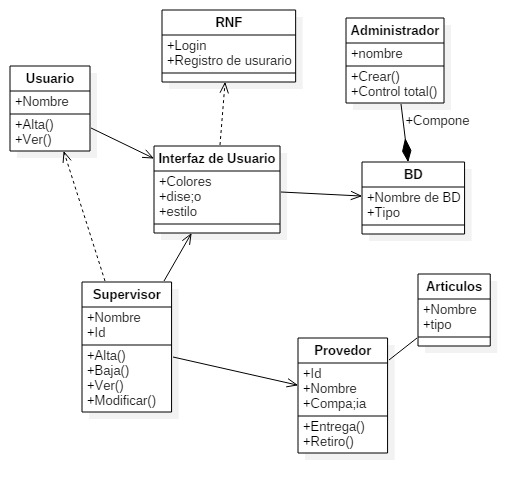 RNF
+Login
+Registro de usurario
Administrador
+nombre
+Crear()
+Control total()
+Compone
Usuario
+Nombre
+Alta()
+Ver()
Interfaz de Usuario
+Colores
+dise;o
+estilo
BD
+Nombre de BD
+Tipo
Supervisor
+Nombre
+Id
+Alta()
+Baja()
+Ver()
+Modificar()
Articulos
+Nombre
+tipo
Provedor
+Id
+Nombre
+Compa;ia
+Entrega()
+Retiro()